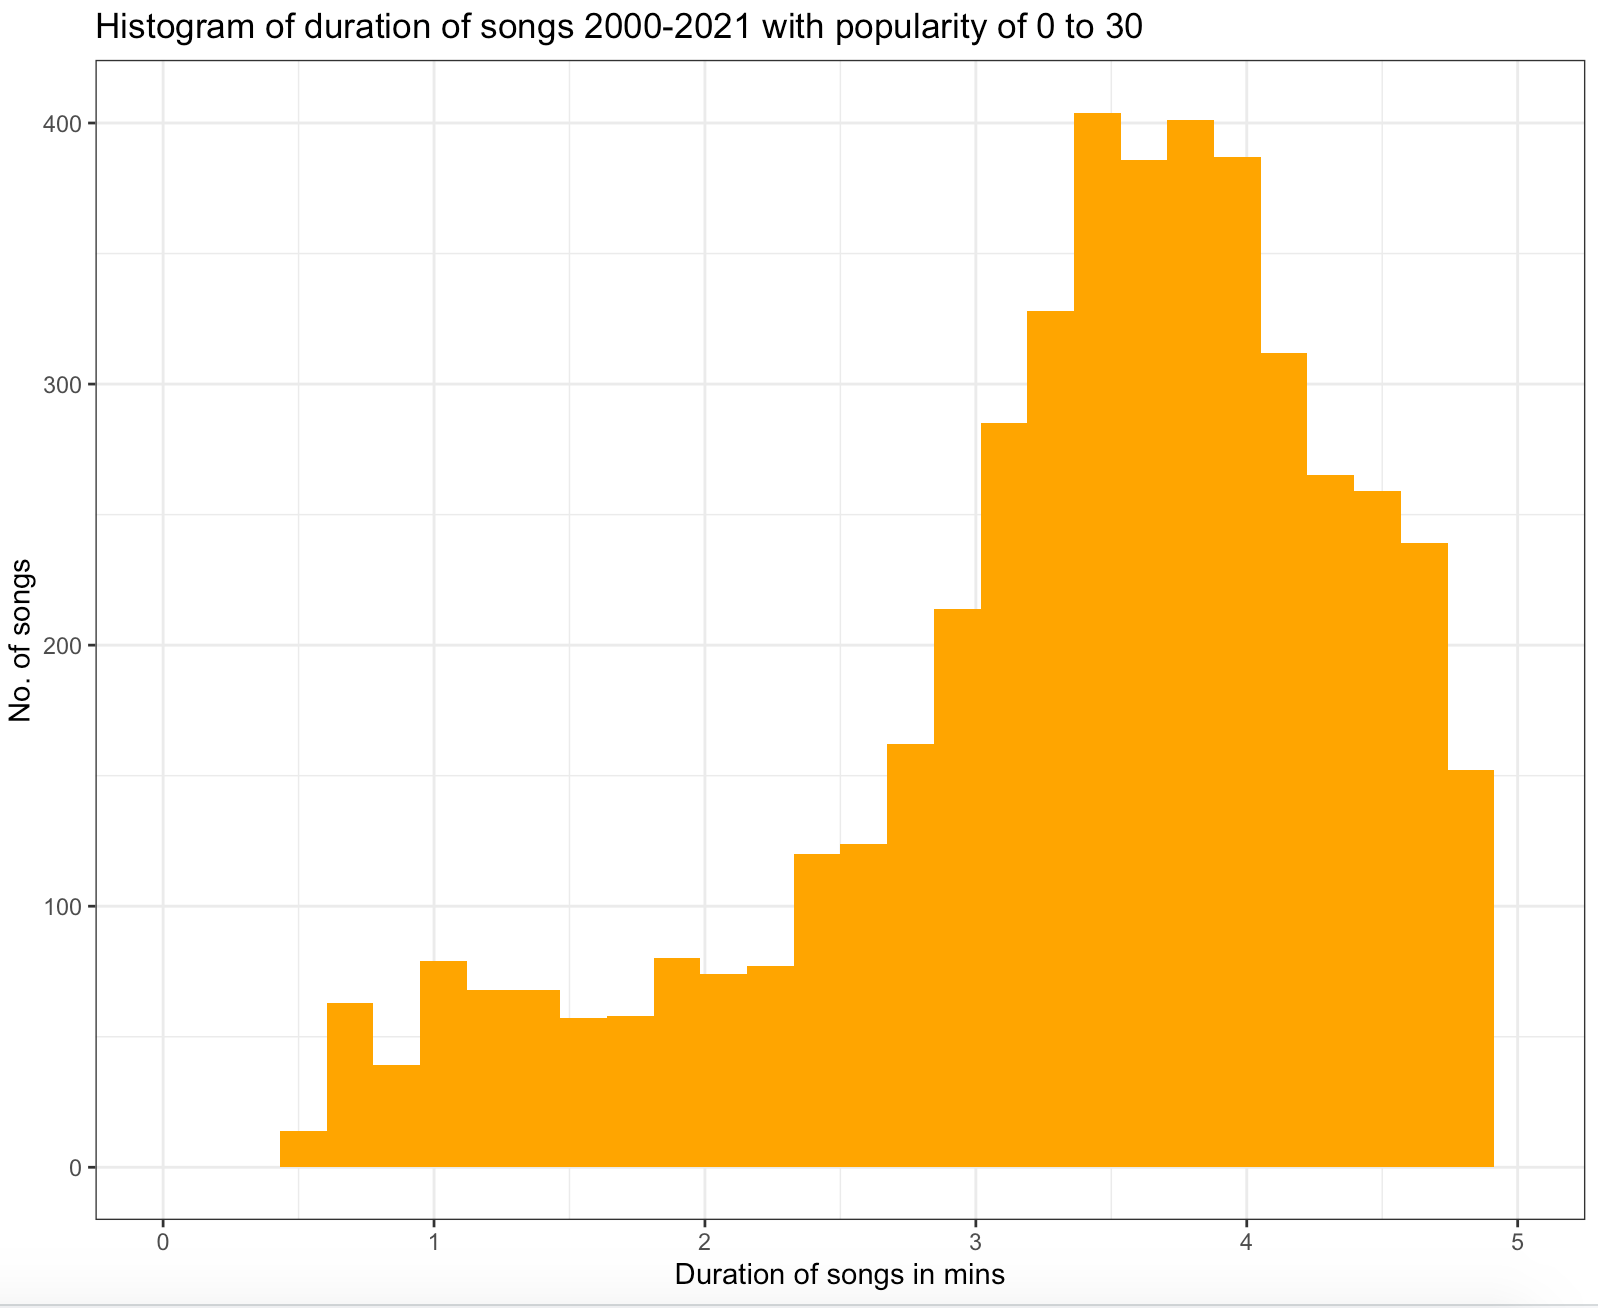 Histogram of duration of songs 2000-2021 with popularity of 0 to 30
No. of songs
400
300
200
100
0
0 1 2 3 4 5
Duration of songs in mins